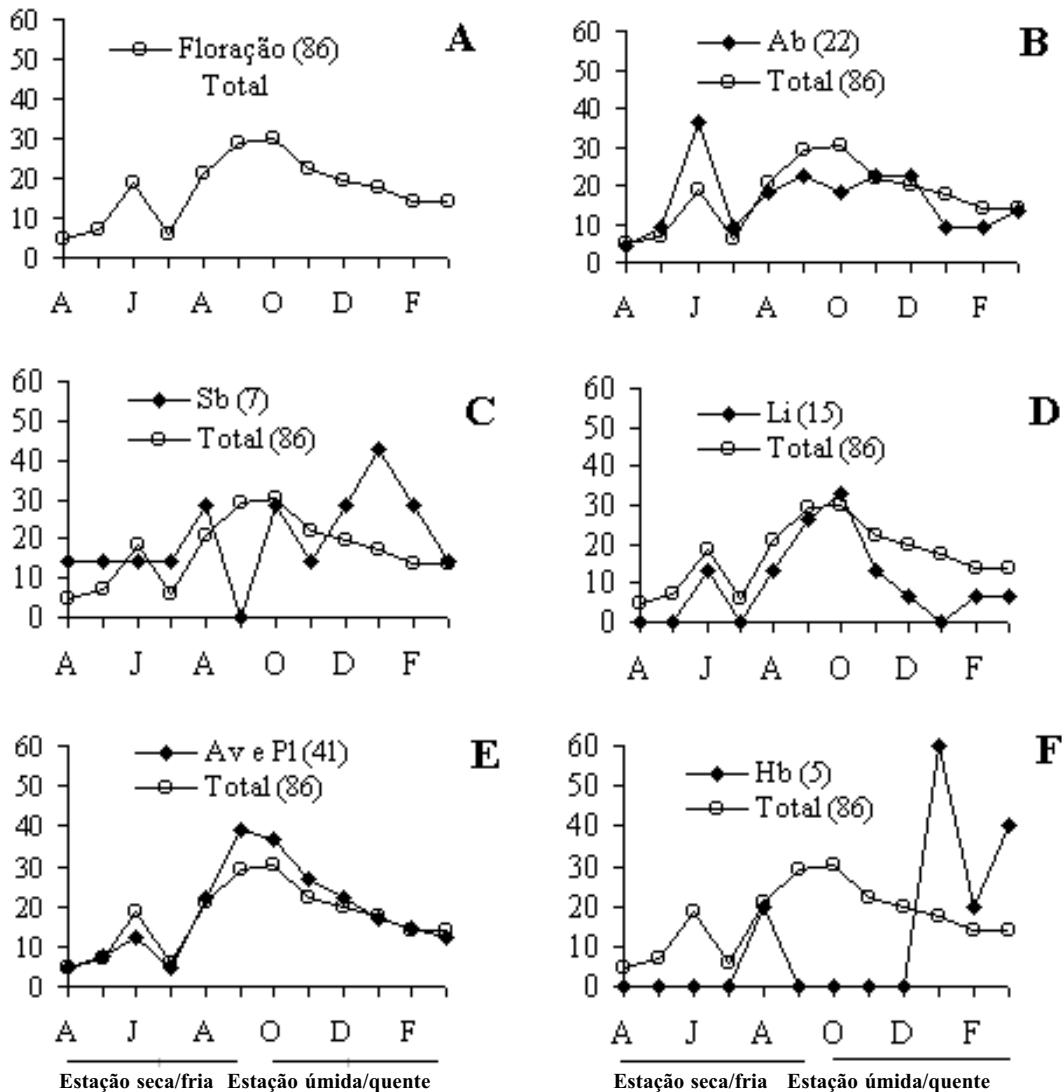 60
50
40
30
20
10
0
Floração (86)
Total
A
A J A O D F
60
50
40
30
20
10
0
Ab (22)
Total (86)
B
A J A O D F
60
50
40
30
20
10
0
Sb (7)
Total (86)
C
A J A O D F
60
50
40
30
20
10
0
Li (15)
Total (86)
D
A J A O D F
60
50
40
30
20
10
0
Av e Pl (41)
Total (86)
E
A J A O D F
Estação seca/fria Estação úmida/quente
60
50
40
30
20
10
0
Hb (5)
Total (86)
F
A J A O D F
Estação seca/fria Estação úmida/quente